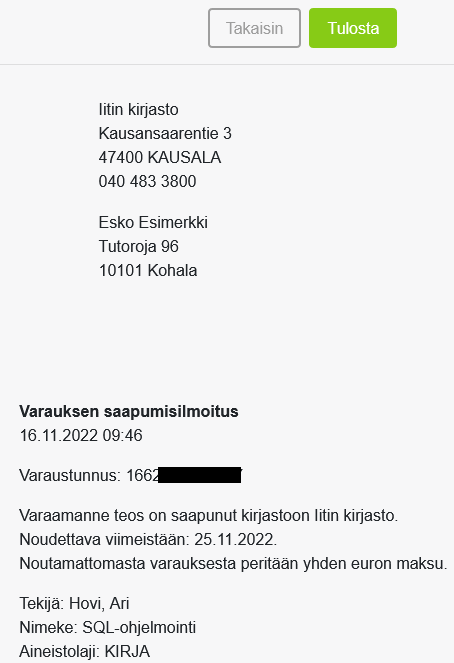 Takaisin Tulosta
Iitin kirjasto
Kausansaarentie 3
47400 KAUSALA
040 483 3800
Esko Esimerkki
Tutoroja 96
10101 Kohala
Varauksen saapumisilmoitus
16.11.2022 09:46
Varaustunnus: 1662
Varaamanne teos on saapunut kirjastoon Iitin kirjasto.
Noudettava viimeistään: 25.11.2022.
Noutamattomasta varauksesta peritään yhden euron maksu.
Tekijä: Hovi, Ari
Nimeke: SQL-ohjelmointi
Aineistolaji: KIRJA